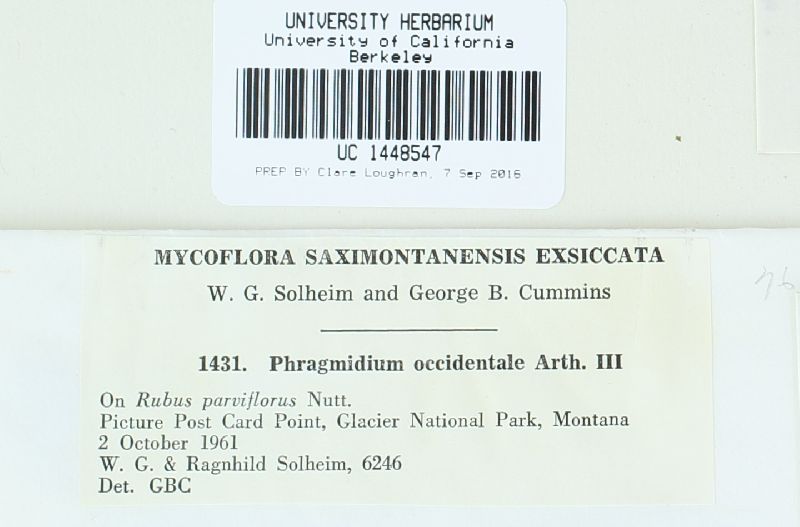 UNIVERSITY HERBARIUM
University of California
Berkeley
UC 1448547
PREP BY Clare Loughran, 7 Sep 2016
MYCOFLORA SAXIMONTANENSIS EXSICCATA
W. G. Solheim and George B. Cummins
1431. Phragmidium occidentale Arth. III
On Rubus parviflorus Nutt.
Picture Post Card Point, Glacier National Park, Montana
2 October 1961
W. G. & Ragnhild Solheim, 6246
Det. GBC